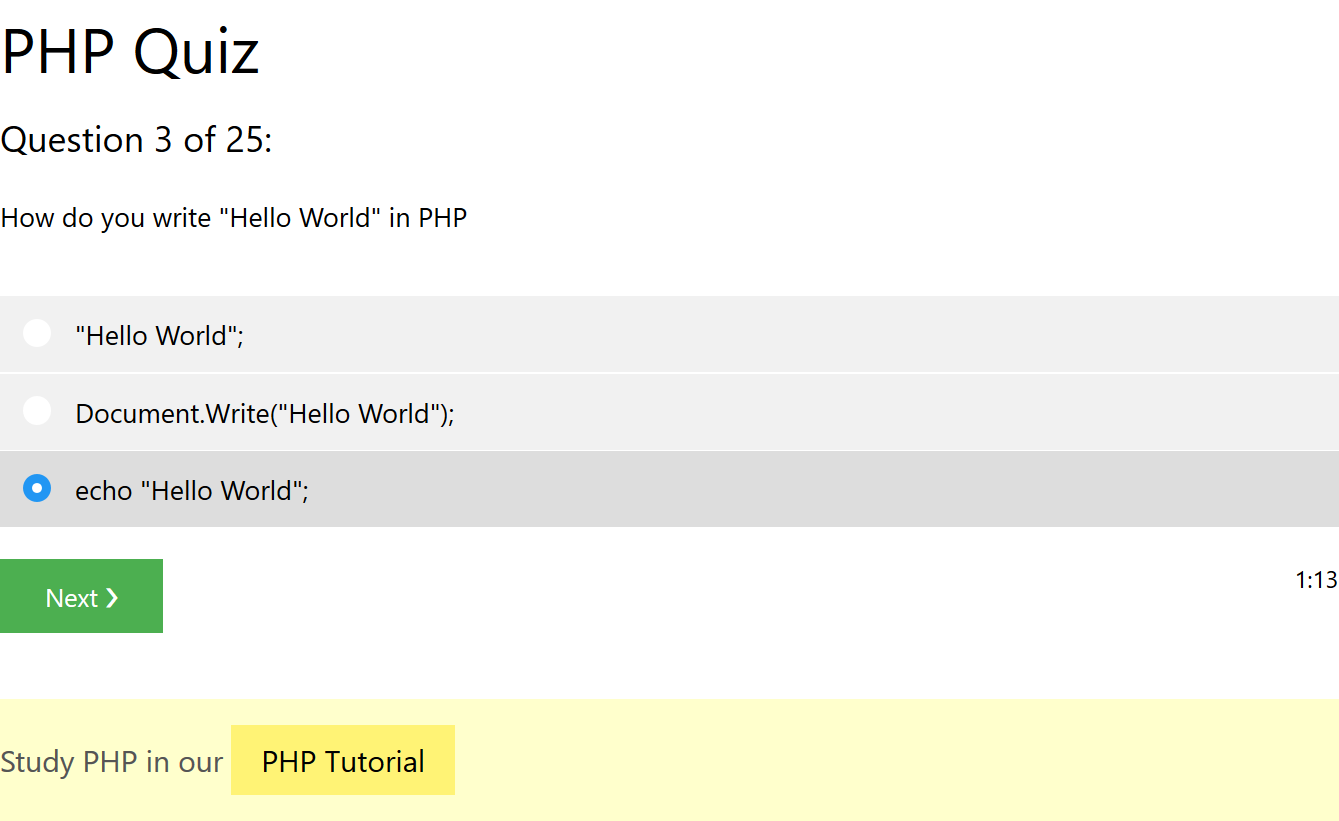 PHP Quiz
Question 3 of 25:
How do you write "Hello World" in PHP
"Hello World";
Document.Write("Hello World");
echo "Hello World";
Next ❯
1:13
Study PHP in our PHP Tutorial